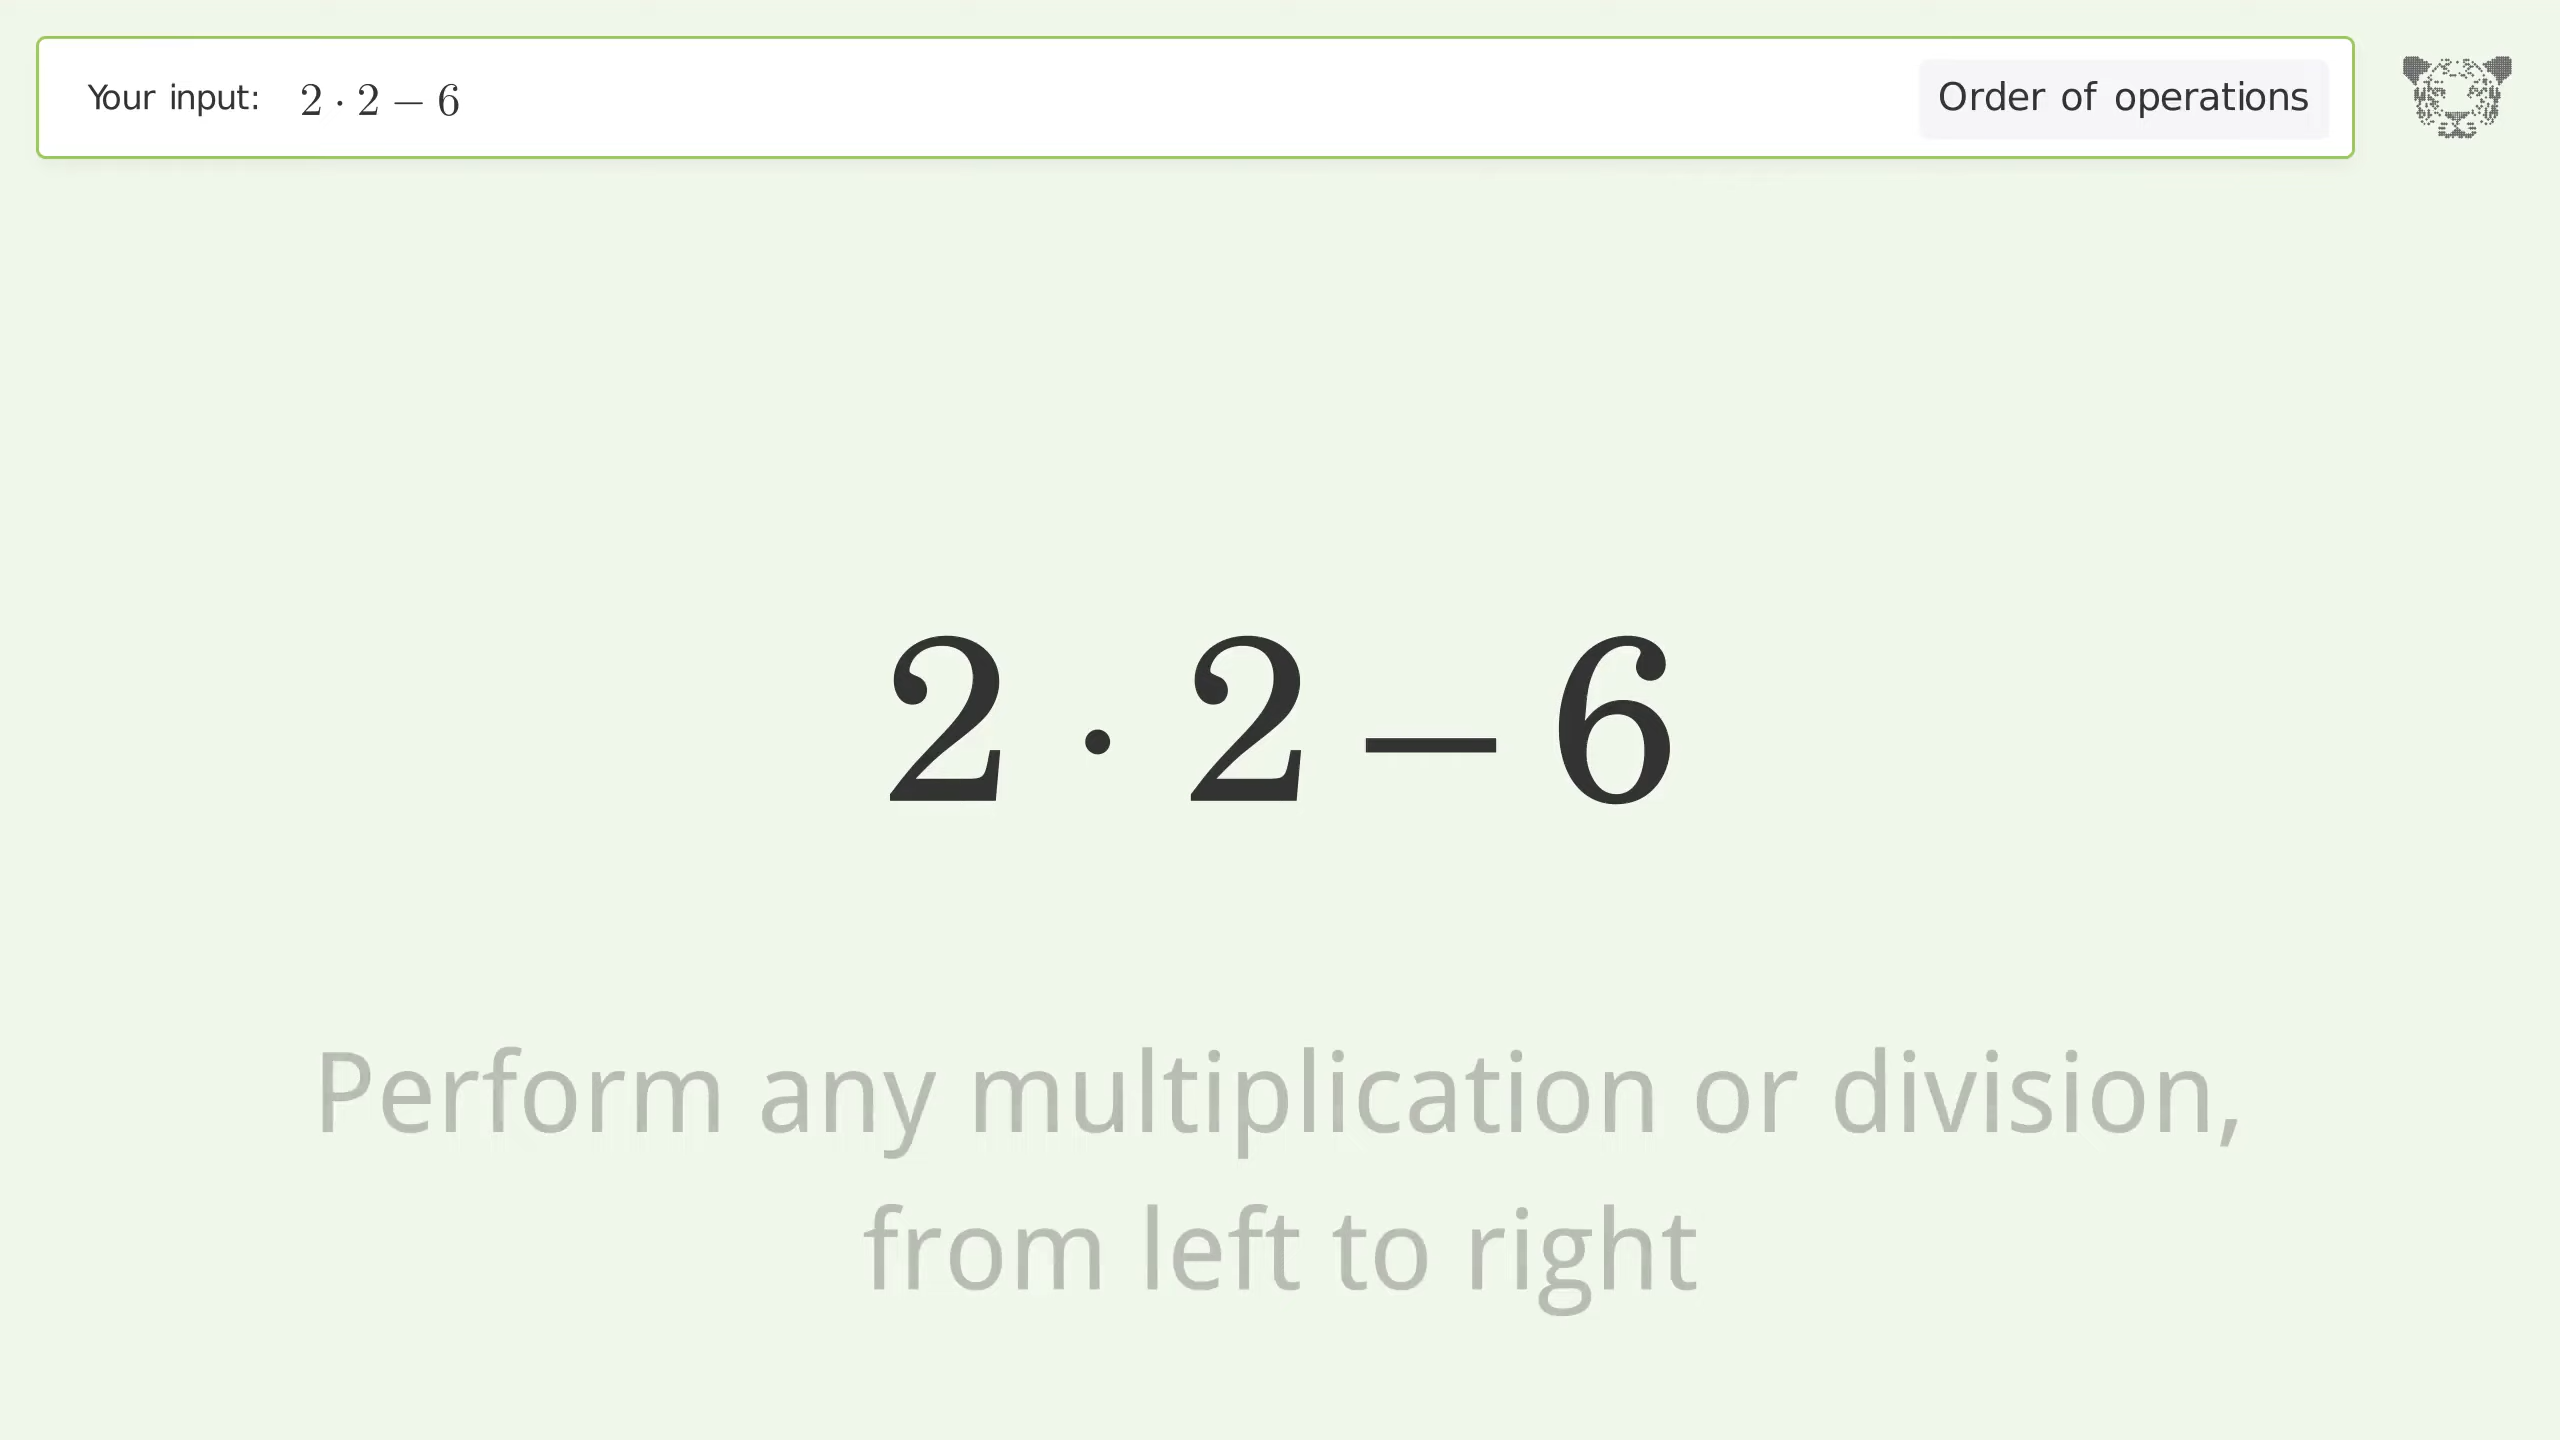 Your input: 2 · 2 − 6 Order of operations
2 · 2 − 6
Perform any multiplication or division,
from left to right